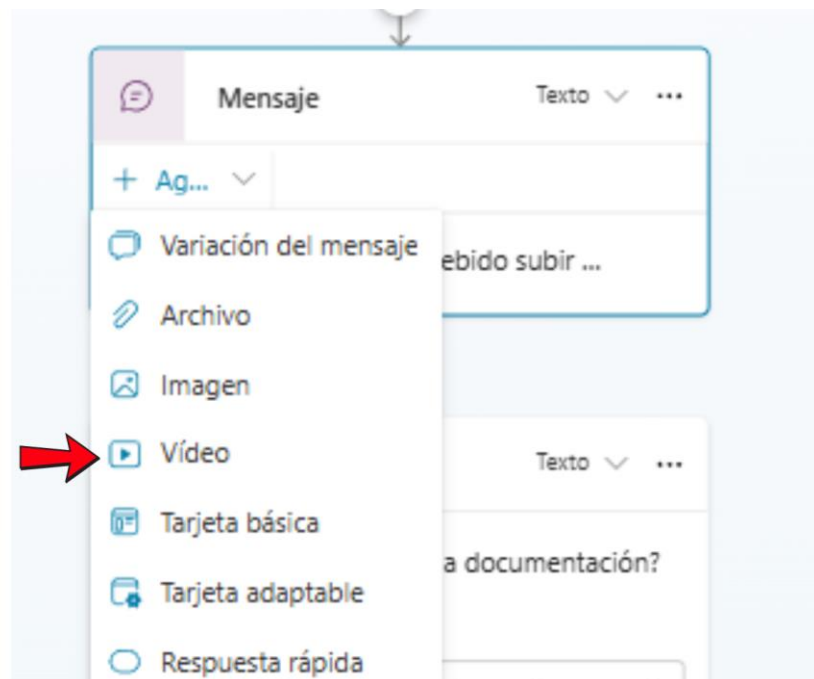 Mensaje Texto ...
+ Ag...
Variación del mensaje
ebido subir ...
Archivo
Imagen
Vídeo
Texto ...
Tarjeta básica
a documentación?
Tarjeta adaptable
Respuesta rápida